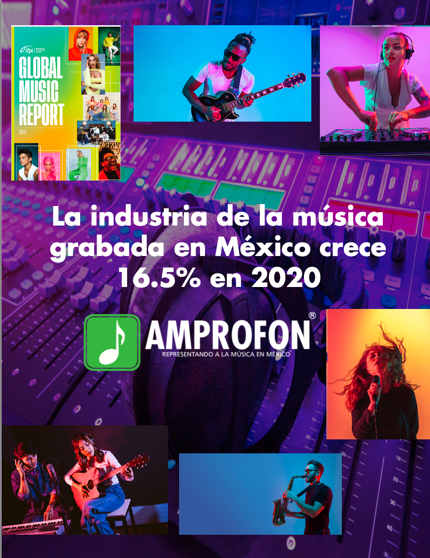 GLOBAL
MUSIC
REPORT
La industria de la música
grabada en México crece
16.5% en 2020
AMPROFON®
REPRESENTANDO A LA MÚSICA EN MÉXICO